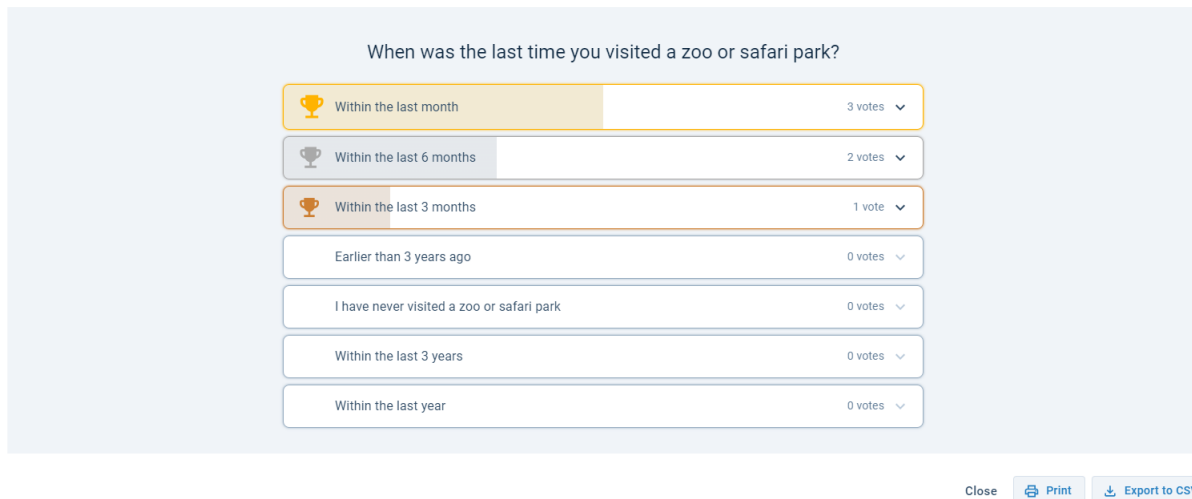 When was the last time you visited a zoo or safari park?
Within the last month 3 votes
Within the last 6 months 2 votes
Within the last 3 months 1 vote
Earlier than 3 years ago 0 votes
I have never visited a zoo or safari park 0 votes
Within the last 3 years 0 votes
Within the last year 0 votes
Close Print Export to CS